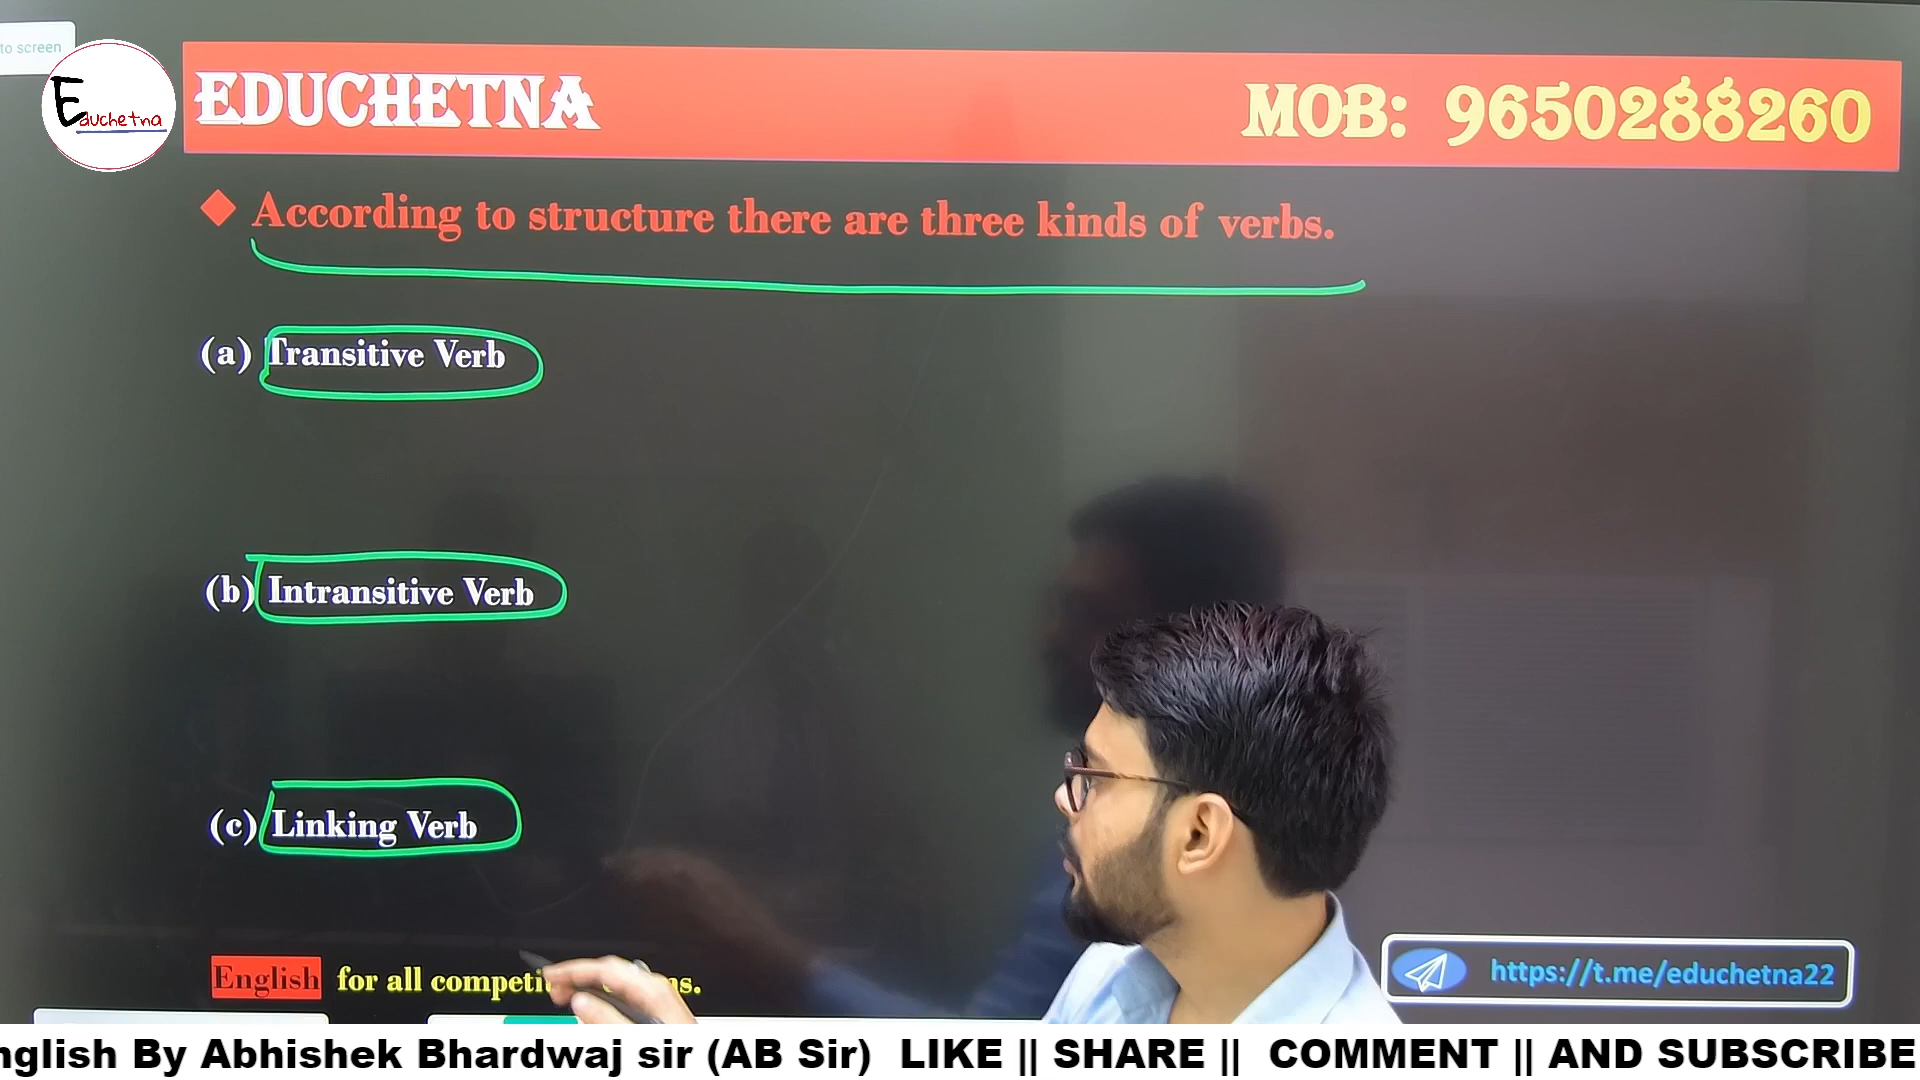 to screen
Educhetna
EDUCHETNA
MOB: 9650288260
According to structure there are three kinds of verbs.
(a) Transitive Verb
(b) Intransitive Verb
(c) Linking Verb
English for all
https://t.me/educhetna22
English By Abhishek Bhardwaj sir (AB Sir) LIKE || SHARE || COMMENT || AND SUBSCRIBE